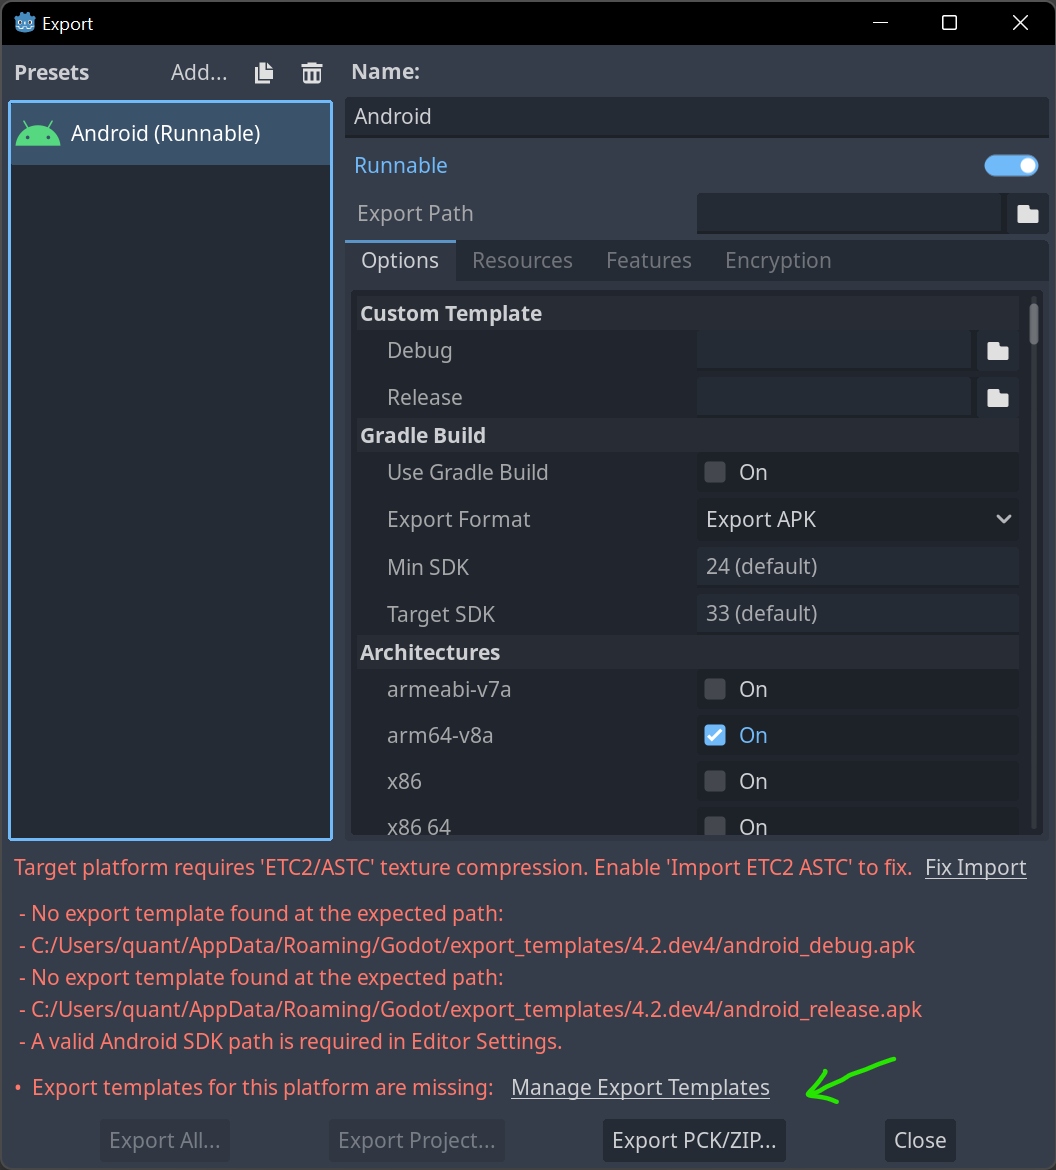 Export
Presets Add... Name:
Android (Runnable)
Android
Runnable
Export Path
Options Resources Features Encryption
Custom Template
Debug
Release
Gradle Build
Use Gradle Build On
Export Format Export APK
Min SDK 24 (default)
Target SDK 33 (default)
Architectures
armeabi-v7a On
arm64-v8a On
x86 On
x86 64 On
Target platform requires 'ETC2/ASTC' texture compression. Enable 'Import ETC2 ASTC' to fix. Fix Import
- No export template found at the expected path:
- C:/Users/quant/AppData/Roaming/Godot/export_templates/4.2.dev4/android_debug.apk
- No export template found at the expected path:
- C:/Users/quant/AppData/Roaming/Godot/export_templates/4.2.dev4/android_release.apk
- A valid Android SDK path is required in Editor Settings.
• Export templates for this platform are missing: Manage Export Templates
Export All... Export Project... Export PCK/ZIP... Close